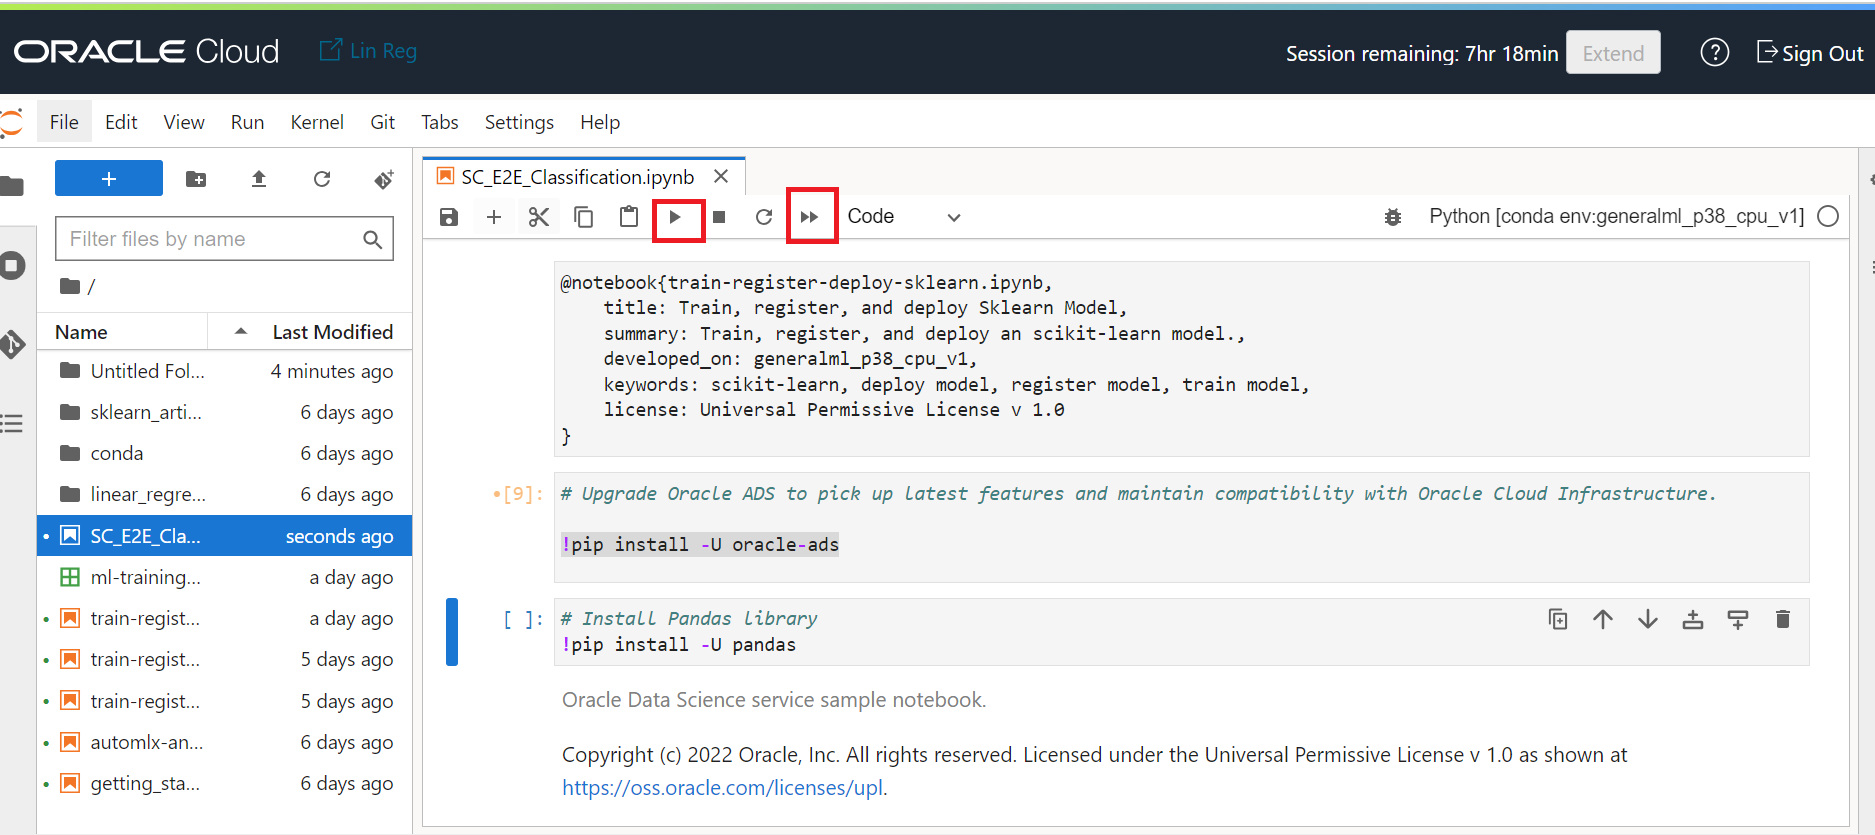 ORACLE Cloud
Lin Reg
Session remaining: 7hr 18min
Extend
Sign Out
File
Edit
View
Run
Kernel
Git
Tabs
Settings
Help
Filter files by name
/
Name
Last Modified
Untitled Fol... 4 minutes ago
sklearn_arti... 6 days ago
conda 6 days ago
linear_regre... 6 days ago
SC_E2E_Cla... seconds ago
ml-training... a day ago
train-regist... a day ago
train-regist... 5 days ago
train-regist... 5 days ago
automlx-an... 6 days ago
getting_sta... 6 days ago
SC_E2E_Classification.ipynb
Code
Python [conda env:generalml_p38_cpu_v1]
@notebook{train-register-deploy-sklearn.ipynb,
title: Train, register, and deploy Sklearn Model,
summary: Train, register, and deploy an scikit-learn model.,
developed_on: generalml_p38_cpu_v1,
keywords: scikit-learn, deploy model, register model, train model,
license: Universal Permissive License v 1.0
}
[9]: # Upgrade Oracle ADS to pick up latest features and maintain compatibility with Oracle Cloud Infrastructure.
!pip install -U oracle-ads
[ ]: # Install Pandas library
!pip install -U pandas
Oracle Data Science service sample notebook.
Copyright (c) 2022 Oracle, Inc. All rights reserved. Licensed under the Universal Permissive License v 1.0 as shown at
https://oss.oracle.com/licenses/upl.